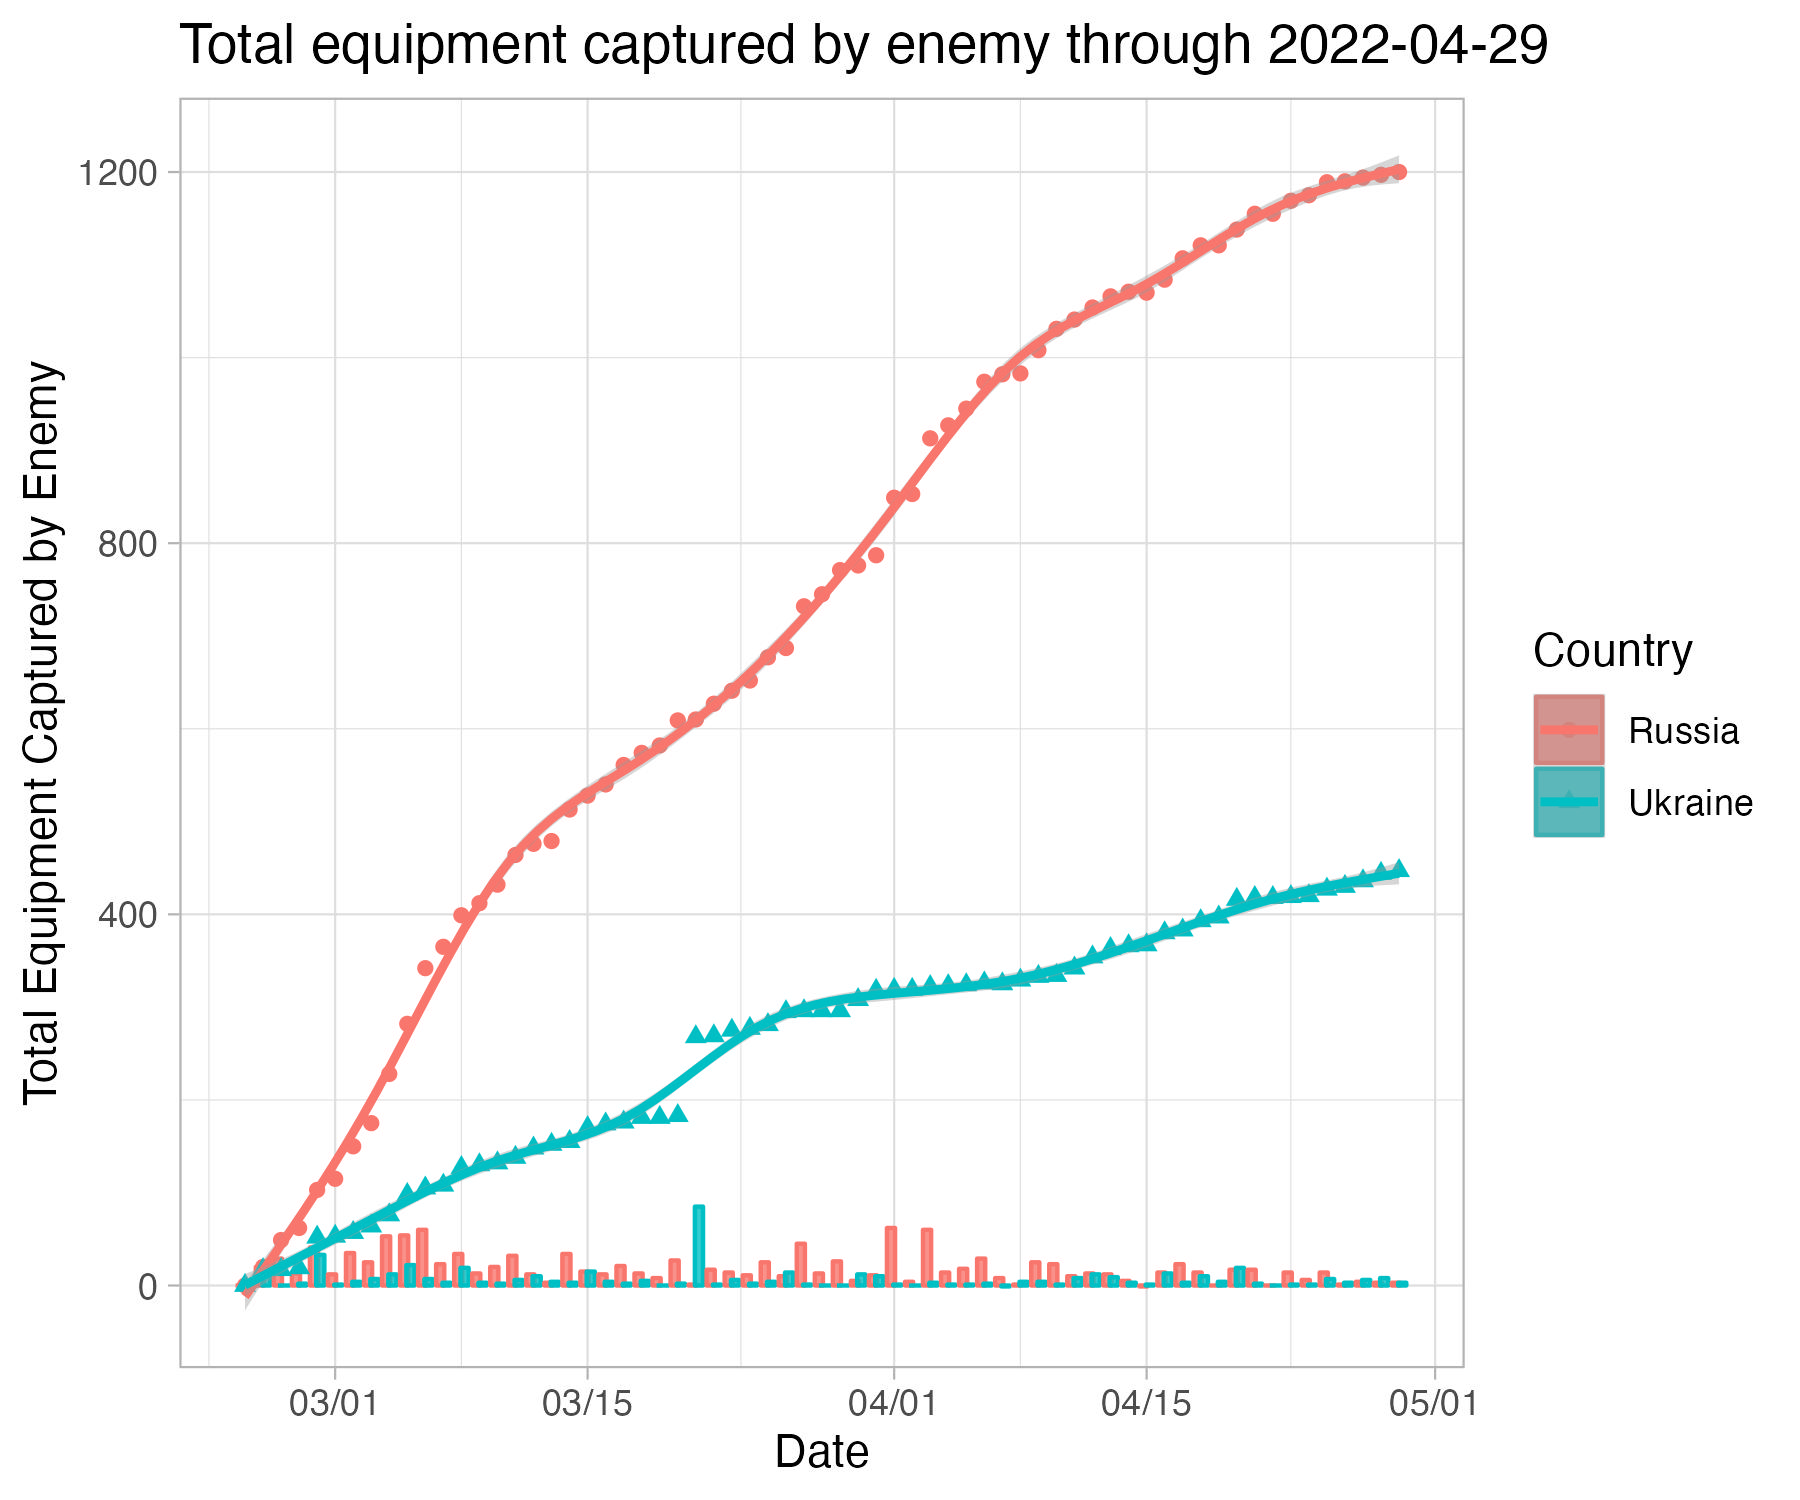 Total equipment captured by enemy through 2022-04-29
Total Equipment Captured by Enemy
1200
800
400
0
03/01
03/15
04/01
04/15
05/01
Date
Country
Russia
Ukraine